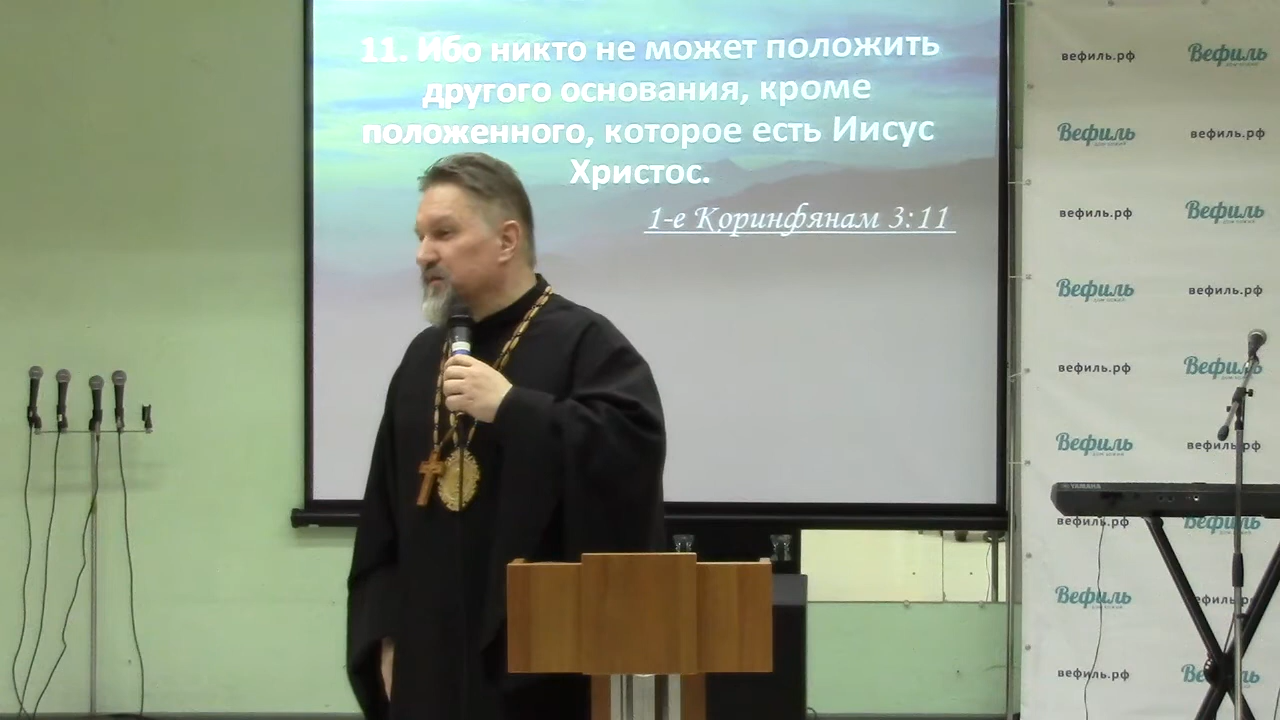 11. Ибо никто не может положить
другого основания, кроме
положенного, которое есть Иисус
Христос.
1-е Коринфянам 3:11
вефиль.рф Вефиль
Вефиль вефиль.рф
вефиль.рф Вефиль
Вефиль вефиль.рф
вефиль.рф Вефиль
Вефиль вефиль.рф
YAMAHA
вефиль.рф Вефиль
Вефиль вефиль.рф
вефиль.рф Вефиль